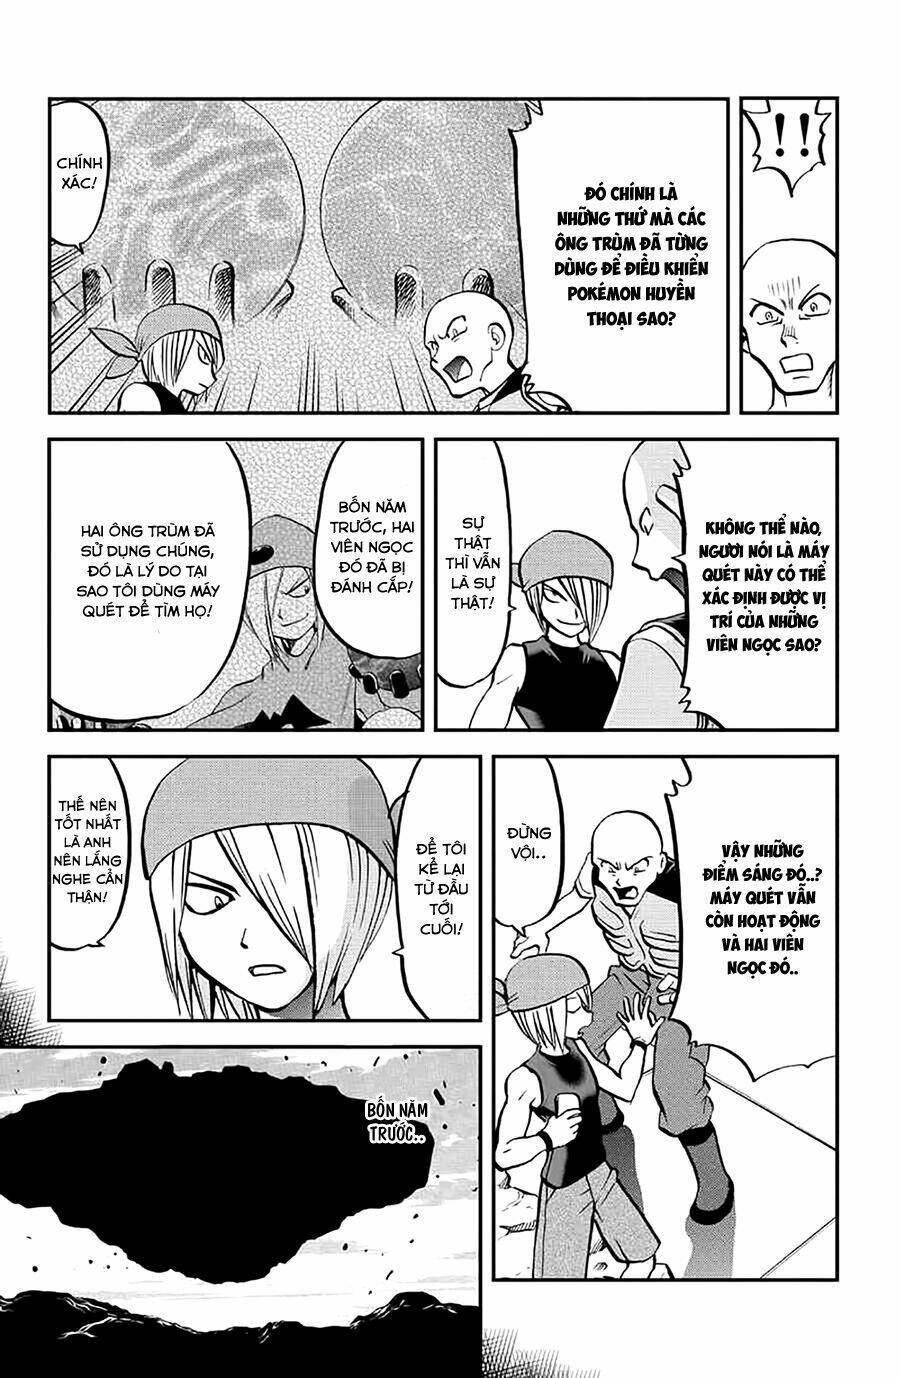 !!
ĐÓ CHÍNH LÀ
NHỮNG THỨ MÀ CÁC
ÔNG TRÙM ĐÃ TỪNG
DÙNG ĐỂ ĐIỀU KHIỂN
POKÉMON HUYỀN
THOẠI SAO?
CHÍNH
XÁC!
KHÔNG THỂ NÀO,
NGƯƠI NÓI LÀ MÁY
QUÉT NÀY CÓ THỂ
XÁC ĐỊNH ĐƯỢC VỊ
TRÍ CỦA NHỮNG
VIÊN NGỌC SAO?
SỰ
THẬT
THÌ VẪN
LÀ SỰ
THẬT!
BỐN NĂM
TRƯỚC, HAI
VIÊN NGỌC
ĐÓ ĐÃ BỊ
ĐÁNH CẮP!
HAI ÔNG TRÙM ĐÃ
SỬ DỤNG CHÚNG,
ĐÓ LÀ LÝ DO TẠI
SAO TÔI DÙNG MÁY
QUÉT ĐỂ TÌM HỌ!
VẬY NHỮNG
ĐIỂM SÁNG ĐÓ..?
MÁY QUÉT VẪN
CÒN HOẠT ĐỘNG
VÀ HAI VIÊN
NGỌC ĐÓ..
ĐỪNG
VỘI..
ĐỂ TÔI
KỂ LẠI
TỪ ĐẦU
TỚI
CUỐI!
THẾ NÊN
TỐT NHẤT
LÀ ANH
NÊN LẮNG
NGHE CẨN
THẬN!
BỐN NĂM
TRƯỚC..